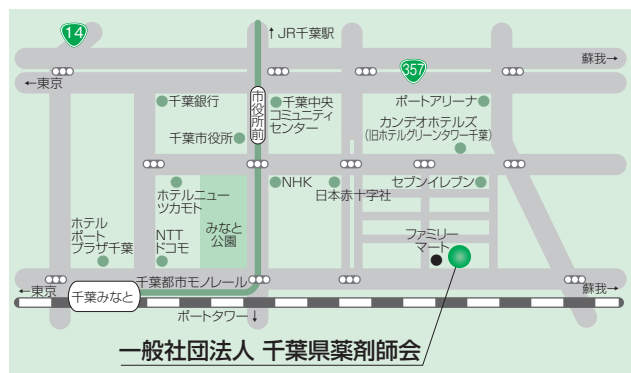 14
↑JR千葉駅
蘇我→
357
←東京
千葉銀行
市役所前
千葉中央
コミュニティ
センター
ポートアリーナ
カンデオホテルズ
(旧ホテルグリーンタワー千葉)
千葉市役所
ホテルニュー
ツカモト
NHK
日本赤十字社
セブンイレブン
みなと
公園
ホテル
ポート
プラザ千葉
NTT
ドコモ
ファミリー
マート
千葉都市モノレール
←東京
千葉みなと
蘇我→
ポートタワー↓
一般社団法人 千葉県薬剤師会